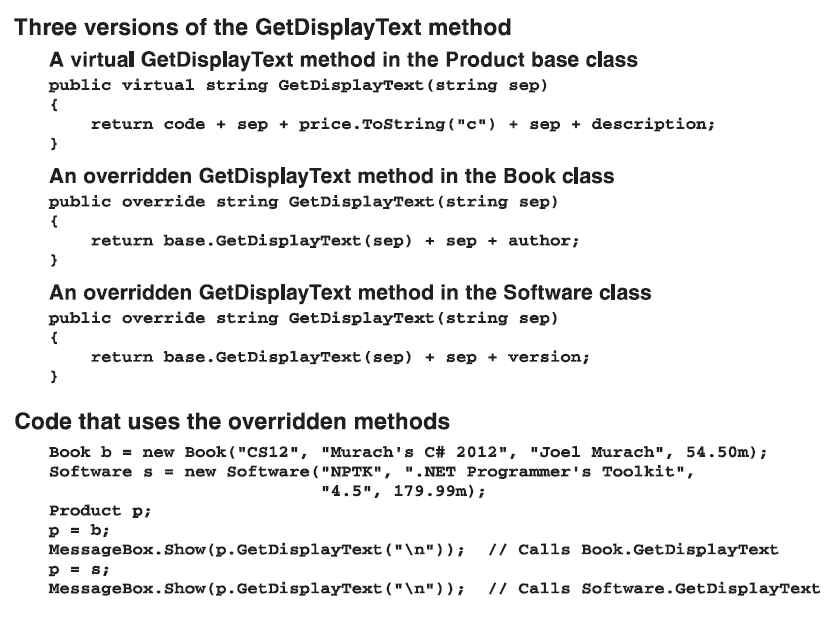 Three versions of the GetDisplayText method
A virtual GetDisplayText method in the Product base class
public virtual string GetDisplayText(string sep)
{
    return code + sep + price.ToString("c") + sep + description;
}
An overridden GetDisplayText method in the Book class
public override string GetDisplayText(string sep)
{
    return base.GetDisplayText(sep) + sep + author;
}
An overridden GetDisplayText method in the Software class
public override string GetDisplayText(string sep)
{
    return base.GetDisplayText(sep) + sep + version;
}
Code that uses the overridden methods
Book b = new Book("CS12", "Murach's C# 2012", "Joel Murach", 54.50m);
Software s = new Software("NPTK", ".NET Programmer's Toolkit",
                          "4.5", 179.99m);
Product p;
p = b;
MessageBox.Show(p.GetDisplayText("\n"));  // Calls Book.GetDisplayText
p = s;
MessageBox.Show(p.GetDisplayText("\n"));  // Calls Software.GetDisplayText